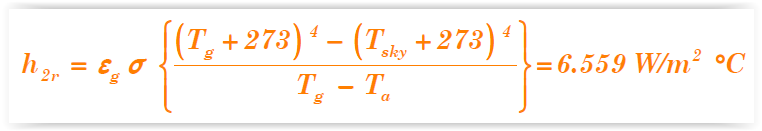 h_2r = ε_g σ { ((T_g + 273)^4 − (T_sky + 273)^4) / (T_g − T_a) } = 6.559 W/m^2 °C